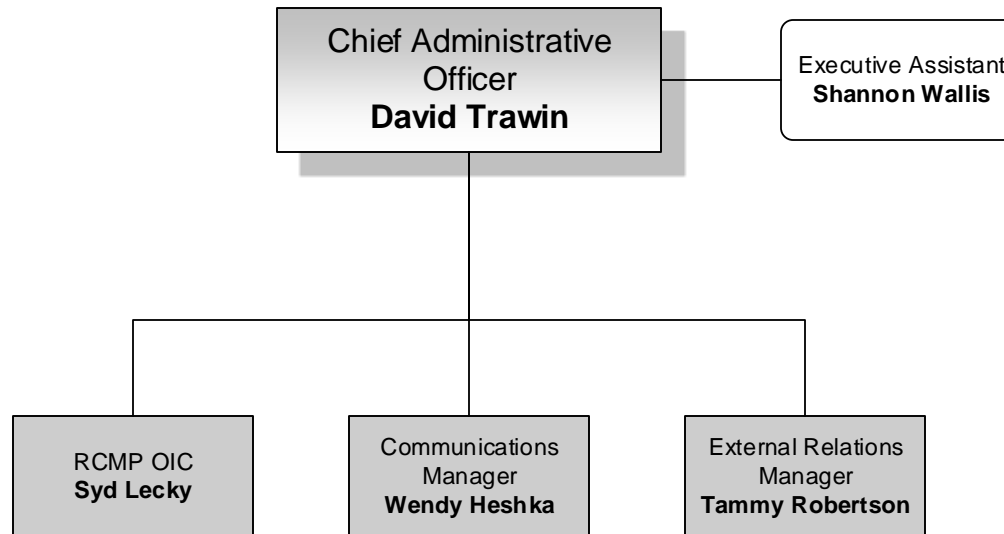 Chief Administrative
Officer
David Trawin
Executive Assistant
Shannon Wallis
RCMP OIC
Syd Lecky
Communications
Manager
Wendy Heshka
External Relations
Manager
Tammy Robertson